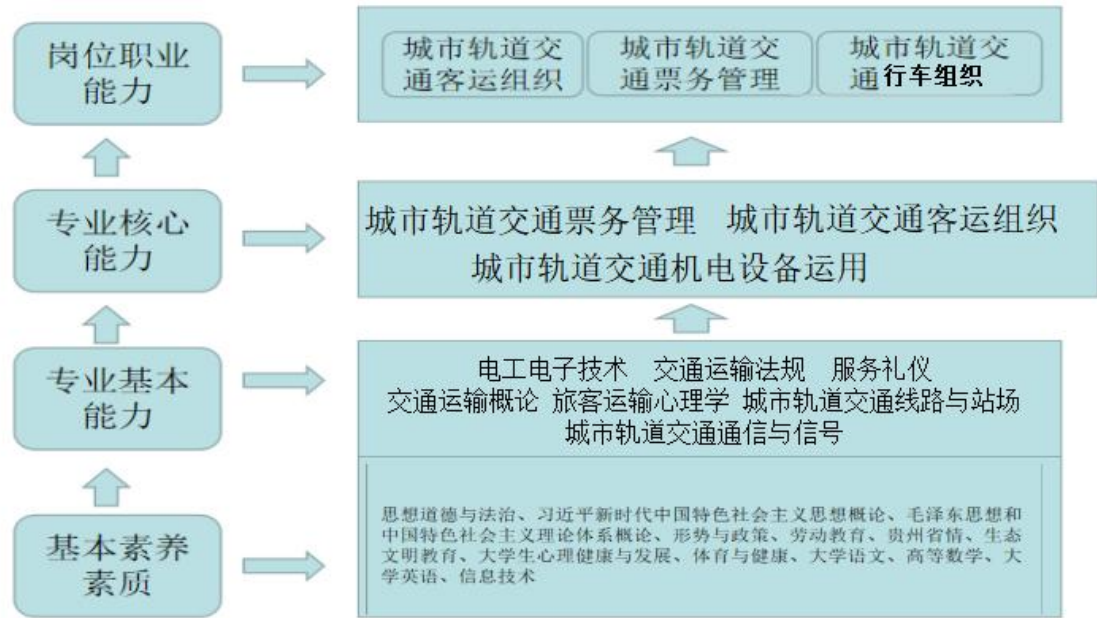 岗位职业
能力
城市轨道交
通客运组织
城市轨道交
通票务管理
城市轨道交
通行车组织
专业核心
能力
城市轨道交通票务管理 城市轨道交通客运组织
城市轨道交通机电设备运用
专业基本
能力
电工电子技术 交通运输法规 服务礼仪
交通运输概论 旅客运输心理学 城市轨道交通线路与站场
城市轨道交通通信与信号
基本素养
素质
思想道德与法治、习近平新时代中国特色社会主义思想概论、毛泽东思想和
中国特色社会主义理论体系概论、形势与政策、劳动教育、贵州省情、生态
文明教育、大学生心理健康与发展、体育与健康、大学语文、高等数学、大
学英语、信息技术